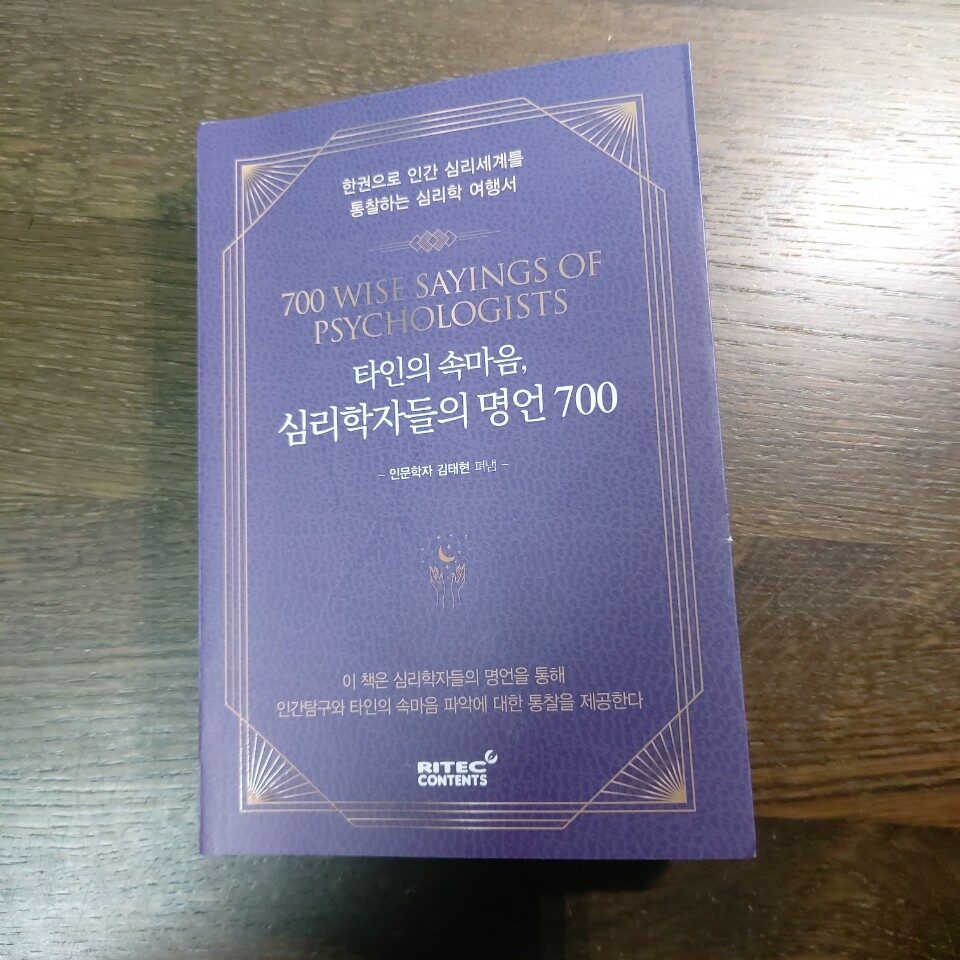 한권으로 인간 심리세계를
통찰하는 심리학 여행서
700 WISE SAYINGS OF
PSYCHOLOGISTS
타인의 속마음,
심리학자들의 명언 700
- 인문학자 김태현 펴냄 -
이 책은 심리학자들의 명언을 통해
인간탐구와 타인의 속마음 파악에 대한 통찰을 제공한다
RITEC
CONTENTS